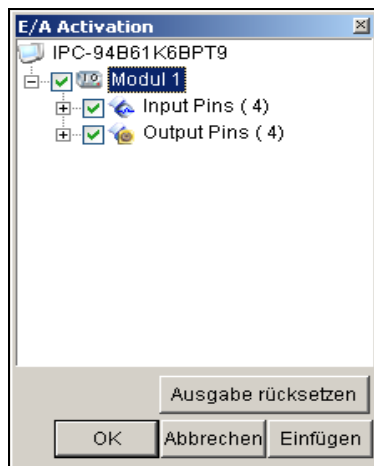 E/A Activation
IPC-94B61K6BPT9
Modul 1
Input Pins ( 4)
Output Pins ( 4)
Ausgabe rücksetzen
OK Abbrechen Einfügen